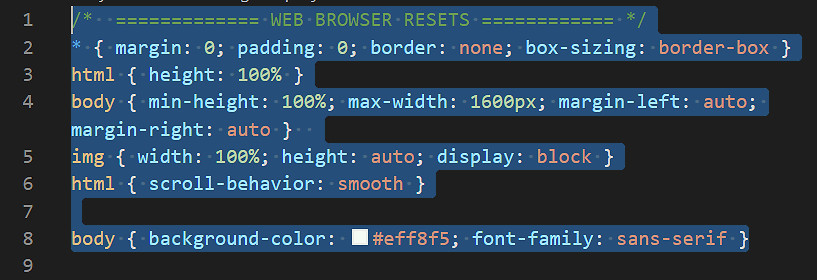 1 /* ============= WEB BROWSER RESETS ============ */
2 * { margin: 0; padding: 0; border: none; box-sizing: border-box }
3 html { height: 100% }
4 body { min-height: 100%; max-width: 1600px; margin-left: auto;
margin-right: auto }
5 img { width: 100%; height: auto; display: block }
6 html { scroll-behavior: smooth }
7
8 body { background-color: #eff8f5; font-family: sans-serif }
9